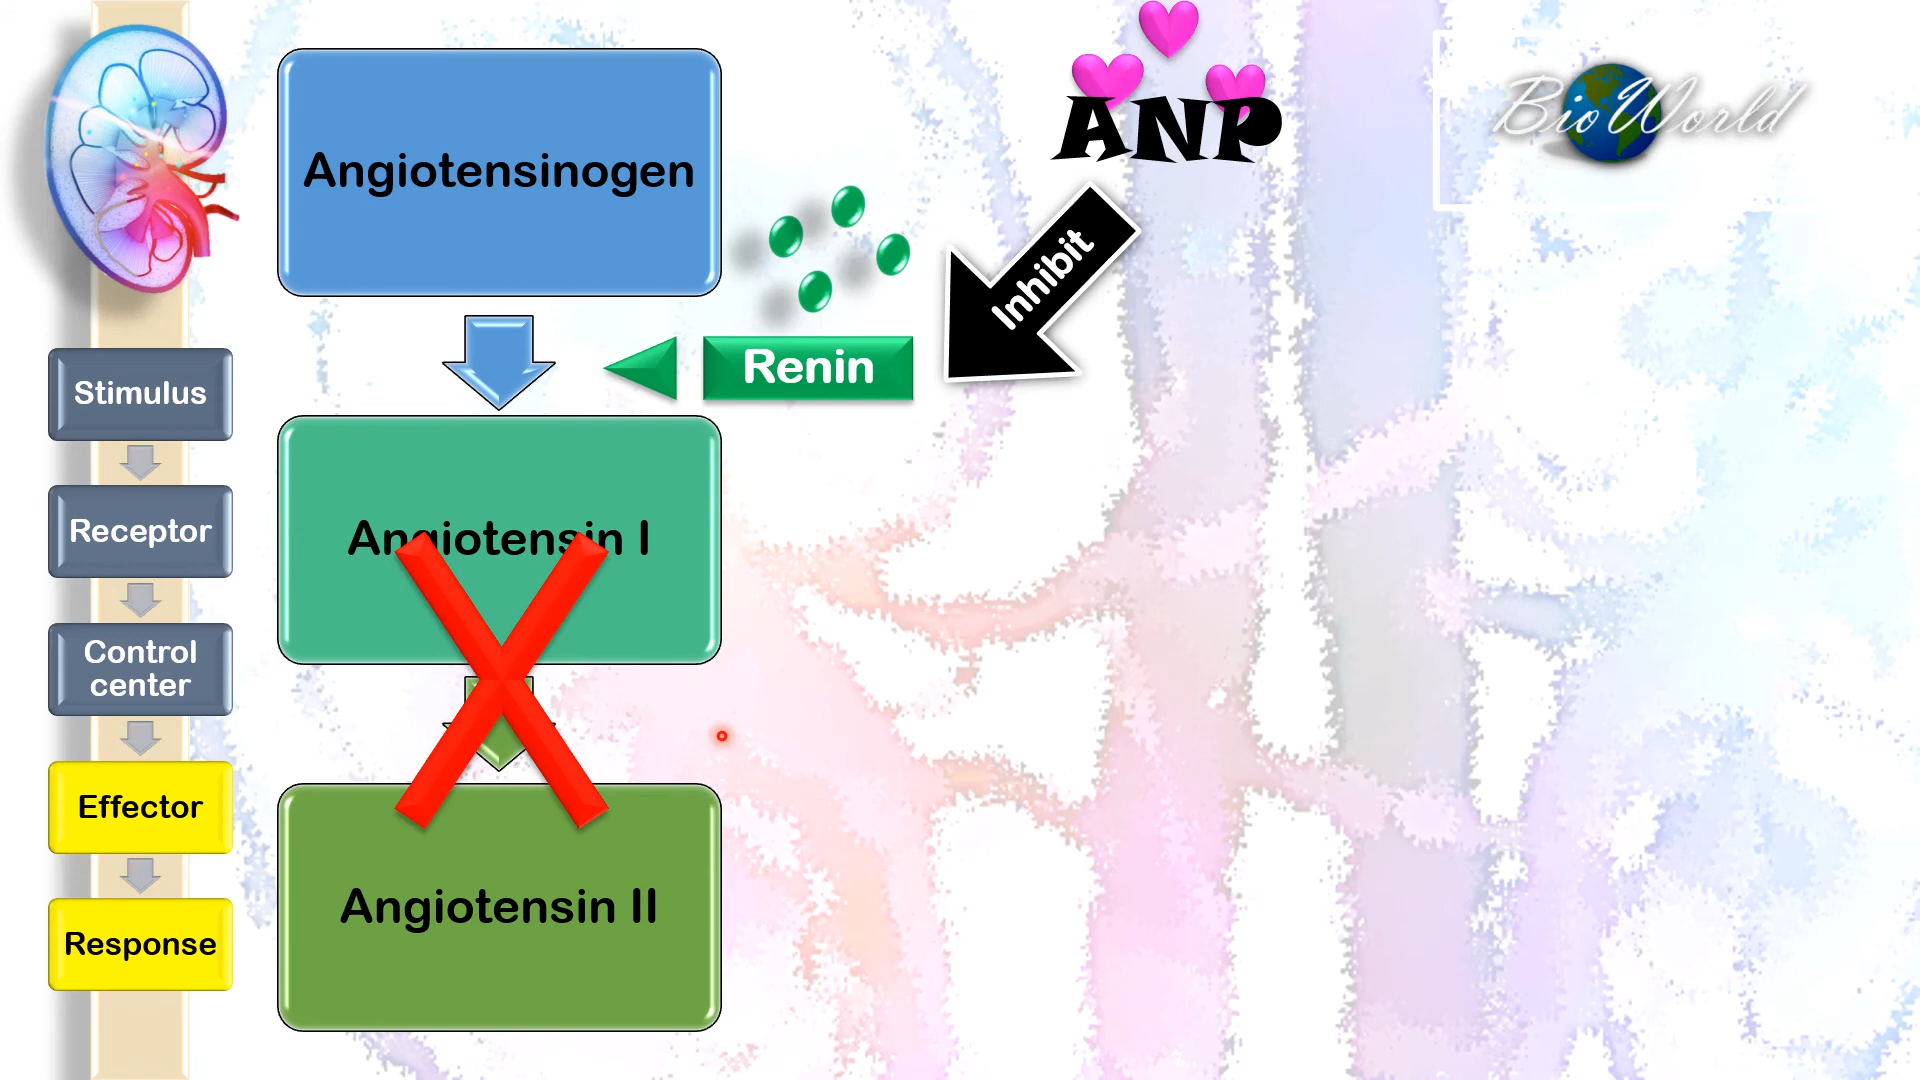 Angiotensinogen
ANP
BioWorld
Inhibit
Renin
Stimulus
Angiotensin I
Receptor
Control
center
Effector
Angiotensin II
Response